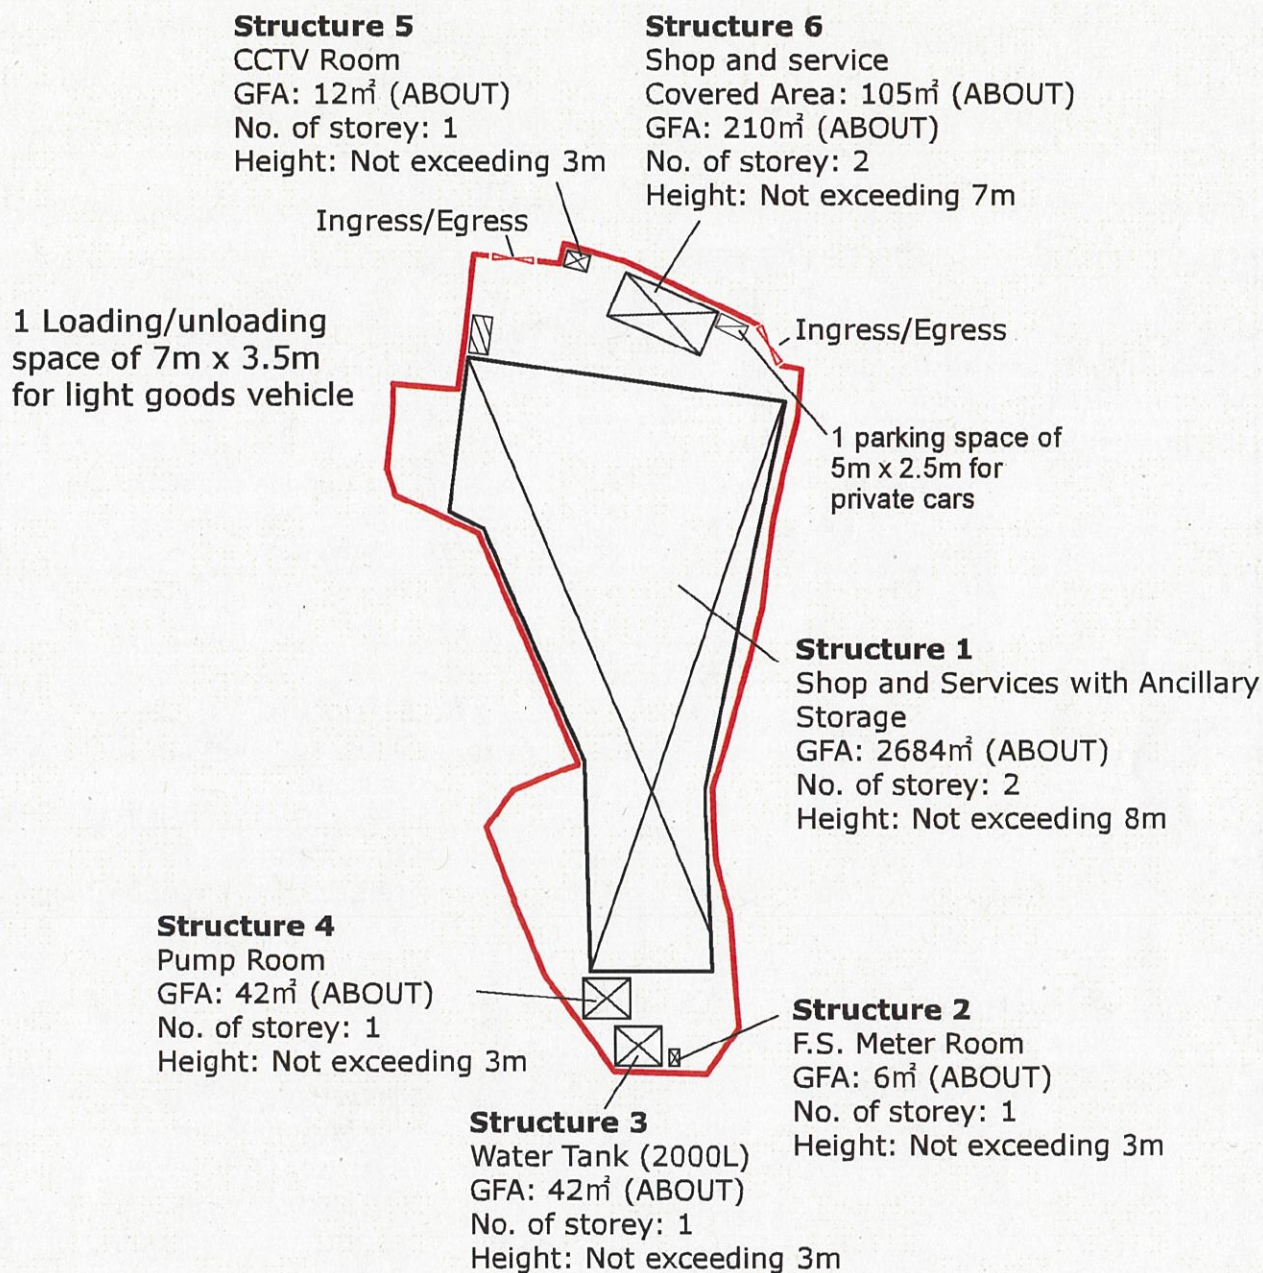 Structure 5
CCTV Room
GFA: 12㎡ (ABOUT)
No. of storey: 1
Height: Not exceeding 3m
Structure 6
Shop and service
Covered Area: 105㎡ (ABOUT)
GFA: 210㎡ (ABOUT)
No. of storey: 2
Height: Not exceeding 7m
Ingress/Egress
1 Loading/unloading
space of 7m x 3.5m
for light goods vehicle
Ingress/Egress
1 parking space of
5m x 2.5m for
private cars
Structure 1
Shop and Services with Ancillary
Storage
GFA: 2684㎡ (ABOUT)
No. of storey: 2
Height: Not exceeding 8m
Structure 4
Pump Room
GFA: 42㎡ (ABOUT)
No. of storey: 1
Height: Not exceeding 3m
Structure 2
F.S. Meter Room
GFA: 6㎡ (ABOUT)
No. of storey: 1
Height: Not exceeding 3m
Structure 3
Water Tank (2000L)
GFA: 42㎡ (ABOUT)
No. of storey: 1
Height: Not exceeding 3m